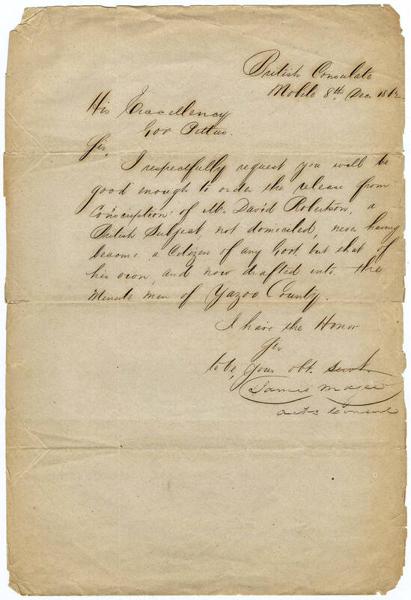 British Consulate
Mobile 8th Dec 1862
His Excellency
Gov Pettus.
Sir,
I respectfully request you will be
good enough to order the release from
Conscription of Mr. David Robertson, a
British Subject not domiciled, never having
become a Citizen of any Govt but that of
his own, and now drafted into the
Minute men of Yazoo County.
I have the Honor
Sir
to be, your obt. Servt.
James Magee
Act. Consul